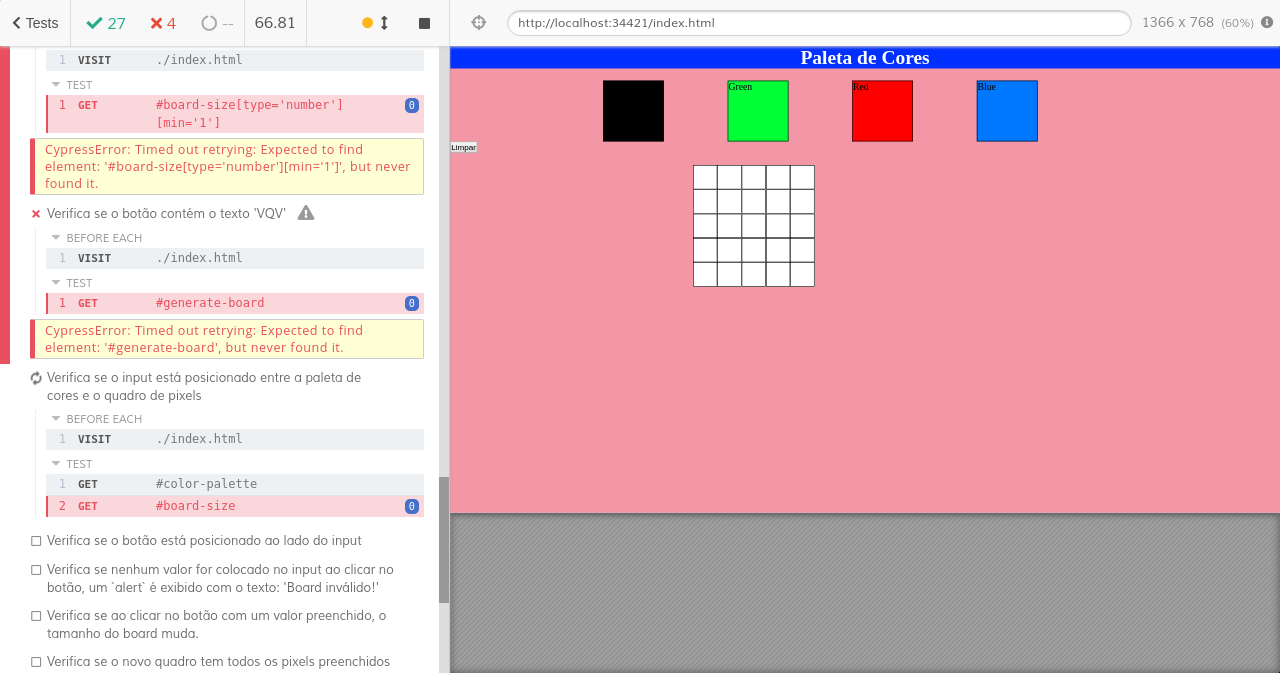 Tests 27 4 -- 66.81
1 VISIT ./index.html
TEST
1 GET #board-size[type='number']
[min='1'] 0
CypressError: Timed out retrying: Expected to find
element: '#board-size[type='number'][min='1']', but never
found it.
Verifica se o botão contém o texto 'VQV'
BEFORE EACH
1 VISIT ./index.html
TEST
1 GET #generate-board 0
CypressError: Timed out retrying: Expected to find
element: '#generate-board', but never found it.
Verifica se o input está posicionado entre a paleta de
cores e o quadro de pixels
BEFORE EACH
1 VISIT ./index.html
TEST
1 GET #color-palette
2 GET #board-size 0
Verifica se o botão está posicionado ao lado do input
Verifica se nenhum valor for colocado no input ao clicar no
botão, um `alert` é exibido com o texto: 'Board inválido!'
Verifica se ao clicar no botão com um valor preenchido, o
tamanho do board muda.
Verifica se o novo quadro tem todos os pixels preenchidos
http://localhost:34421/index.html 1366 x 768 (60%)
Paleta de Cores
Green Red Blue
Limpar